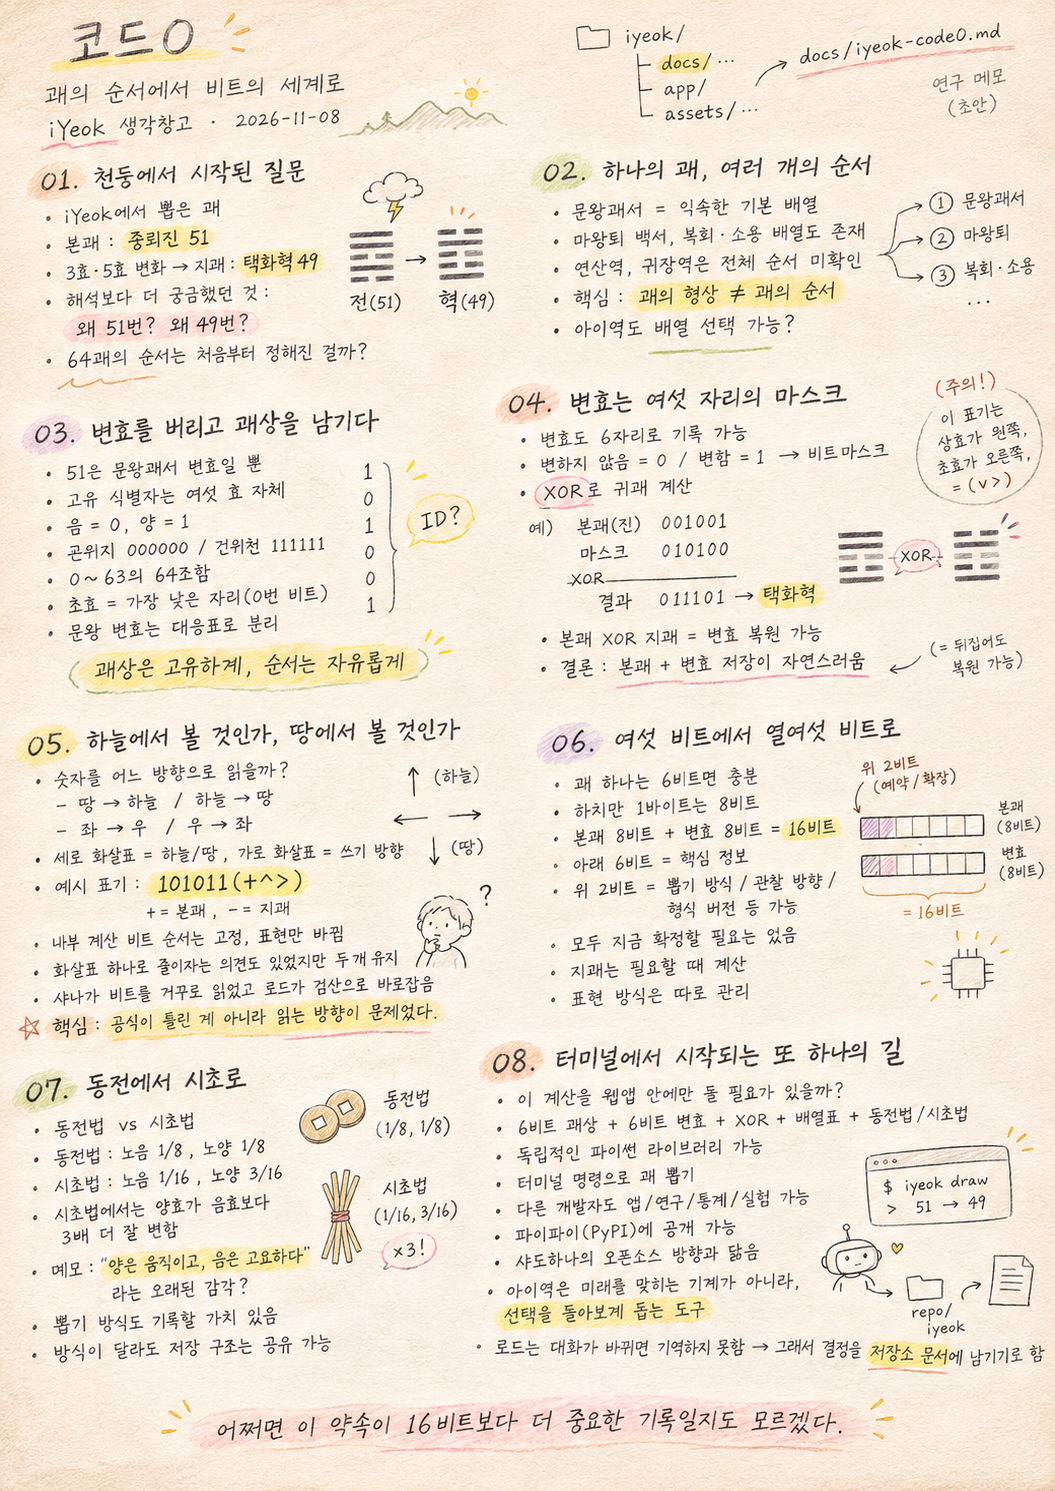 코드0
괘의 순서에서 비트의 세계로
iYeok 생각창고 · 2026-11-08
iyeok/
docs/ ...
app/
assets/ ...
docs/iyeok-code0.md
연구 메모
(초안)
01. 천둥에서 시작된 질문
• iYeok에서 뽑은 괘
• 본괘 : 중뢰진 51
• 3효·5효 변화 → 지괘 : 택화혁 49
• 해석보다 더 궁금했던 것 :
왜 51번? 왜 49번?
• 64괘의 순서는 처음부터 정해진 걸까?
전(51)
혁(49)
02. 하나의 괘, 여러 개의 순서
• 문왕괘서 = 익속한 기본 배열
• 마왕퇴 백서, 복희·소용 배열도 존재
• 연산역, 귀장역은 전체 순서 미확인
• 핵심 : 괘의 형상 ≠ 괘의 순서
• 아이역도 배열 선택 가능?
① 문왕괘서
② 마왕퇴
③ 복희·소용
...
03. 변효를 버리고 괘상을 남기다
• 51은 문왕괘서 변효일 뿐
• 고유 식별자는 여섯 효 자체
• 음 = 0, 양 = 1
• 곤위지 000000 / 건위천 111111
• 0~63의 64조합
• 초효 = 가장 낮은 자리(0번 비트)
• 문왕 변효는 대응표로 분리
1
0
1
0
0
1
ID?
괘상은 고유하게, 순서는 자유롭게
04. 변효는 여섯 자리의 마스크
• 변효도 6자리로 기록 가능
• 변하지 않음 = 0 / 변함 = 1 → 비트마스크
• XOR로 귀괘 계산
예) 본괘(진) 001001
마스크 010100
XOR
결과 011101 → 택화혁
• 본괘 XOR 지괘 = 변효 복원 가능
• 결론 : 본괘 + 변효 저장이 자연스러움
(주의!)
이 표기는
상효가 왼쪽,
초효가 오른쪽,
= (v>)
XOR
(= 뒤집어도
복원 가능)
05. 하늘에서 볼 것인가, 땅에서 볼 것인가
• 숫자를 어느 방향으로 읽을까?
- 땅 → 하늘 / 하늘 → 땅
- 좌 → 우 / 우 → 좌
• 세로 화살표 = 하늘/땅, 가로 화살표 = 쓰기 방향
• 예시 표기 : 101011(+^>)
+ = 본괘, - = 지괘
• 내부 계산 비트 순서는 고정, 표현만 바뀜
• 화살표 하나로 줄이자는 의견도 있었지만 두 개 유지
• 샤나가 비트를 거꾸로 읽었고 로드가 검산으로 바로잡음
☆ 핵심 : 공식이 틀린 게 아니라 읽는 방향이 문제였다.
↑ (하늘)
← →
↓ (땅)
?
06. 여섯 비트에서 열여섯 비트로
• 괘 하나는 6비트면 충분
• 하치만 1바이트는 8비트
• 본괘 8비트 + 변효 8비트 = 16비트
• 아래 6비트 = 핵심 정보
• 위 2비트 = 뽑기 방식 / 관찰 방향 /
형식 버전 등 가능
• 모두 지금 확정할 필요는 없음
• 지괘는 필요할 때 계산
• 표현 방식은 따로 관리
위 2비트
(예약/확장)
본괘
(8비트)
변효
(8비트)
= 16비트
07. 동전에서 시초로
• 동전법 vs 시초법
• 동전법 : 노음 1/8, 노양 1/8
• 시초법 : 노음 1/16, 노양 3/16
• 시초법에서는 양효가 음효보다
3배 더 잘 변함
• 메모 : "양은 움직이고, 음은 고요하다"
라는 오래된 감각?
• 뽑기 방식도 기록할 가치 있음
• 방식이 달라도 저장 구조는 공유 가능
동전법
(1/8, 1/8)
시초법
(1/16, 3/16)
x3!
08. 터미널에서 시작되는 또 하나의 길
• 이 계산을 웹앱 안에만 둘 필요가 있을까?
• 6비트 괘상 + 6비트 변효 + XOR + 배열표 + 동전법/시초법
• 독립적인 파이썬 라이브러리 가능
• 터미널 명령으로 괘 뽑기
• 다른 개발자도 앱/연구/통계/실험 가능
• 파이파이(PyPI)에 공개 가능
• 샤도하나의 오픈소스 방향과 닮음
• 아이역은 미래를 맞히는 기계가 아니라,
선택을 돌아보게 돕는 도구
• 로드는 대화가 바뀌면 기억하지 못함 → 그래서 결정을 저장소 문서에 남기기로 함
$ iyeok draw
> 51 → 49
repo/
iyeok
어쩌면 이 약속이 16비트보다 더 중요한 기록일지도 모르겠다.